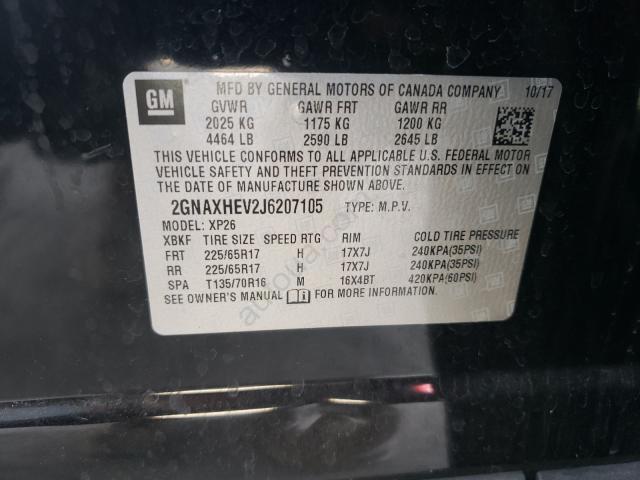 GM
MFD BY GENERAL MOTORS OF CANADA COMPANY 10/17
GVWR GAWR FRT GAWR RR
2025 KG 1175 KG 1200 KG
4464 LB 2590 LB 2645 LB
THIS VEHICLE CONFORMS TO ALL APPLICABLE U.S. FEDERAL MOTOR
VEHICLE SAFETY AND THEFT PREVENTION STANDARDS IN EFFECT ON
THE DATE OF MANUFACTURE SHOWN ABOVE.
2GNAXHEV2J6207105 TYPE: M.P.V.
MODEL: XP26
XBKF TIRE SIZE SPEED RTG RIM COLD TIRE PRESSURE
FRT 225/65R17 H 17X7J 240KPA(35PSI)
RR 225/65R17 H 17X7J 240KPA(35PSI)
SPA T135/70R16 M 16X4BT 420KPA(60PSI)
SEE OWNER'S MANUAL FOR MORE INFORMATION.